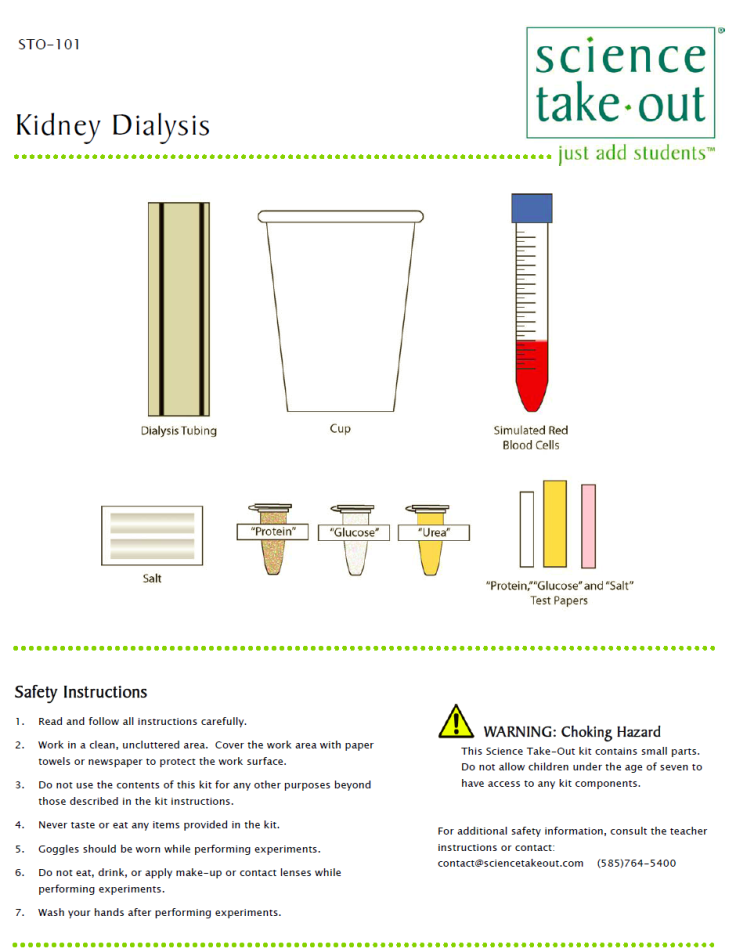 STO-101
science
take·out
®
just add students™
Kidney Dialysis
Dialysis Tubing
Cup
Simulated Red
Blood Cells
"Protein"
"Glucose"
"Urea"
Salt
"Protein,""Glucose" and "Salt"
Test Papers
Safety Instructions
1. Read and follow all instructions carefully.
2. Work in a clean, uncluttered area. Cover the work area with paper
towels or newspaper to protect the work surface.
3. Do not use the contents of this kit for any other purposes beyond
those described in the kit instructions.
4. Never taste or eat any items provided in the kit.
5. Goggles should be worn while performing experiments.
6. Do not eat, drink, or apply make-up or contact lenses while
performing experiments.
7. Wash your hands after performing experiments.
WARNING: Choking Hazard
This Science Take-Out kit contains small parts.
Do not allow children under the age of seven to
have access to any kit components.
For additional safety information, consult the teacher
instructions or contact:
contact@sciencetakeout.com (585)764-5400